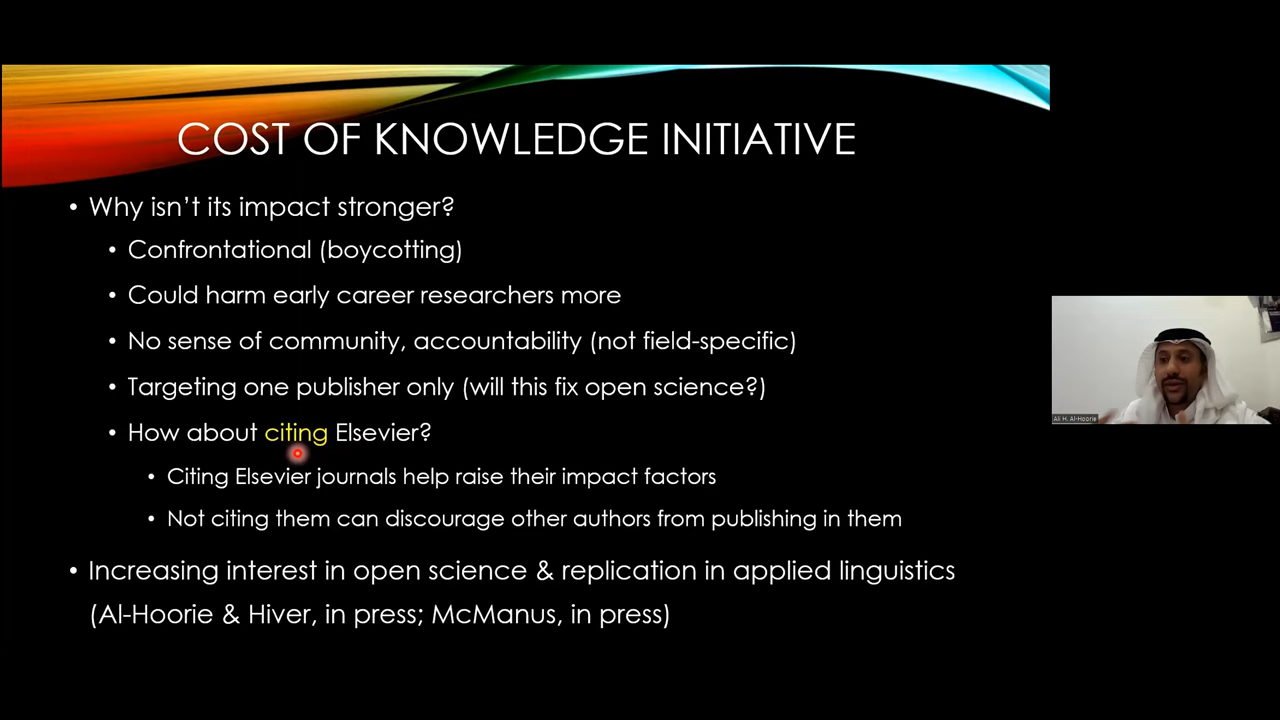 COST OF KNOWLEDGE INITIATIVE
• Why isn't its impact stronger?
• Confrontational (boycotting)
• Could harm early career researchers more
• No sense of community, accountability (not field-specific)
• Targeting one publisher only (will this fix open science?)
• How about citing Elsevier?
• Citing Elsevier journals help raise their impact factors
• Not citing them can discourage other authors from publishing in them
• Increasing interest in open science & replication in applied linguistics
(Al-Hoorie & Hiver, in press; McManus, in press)
Ali H. Al-Hoorie